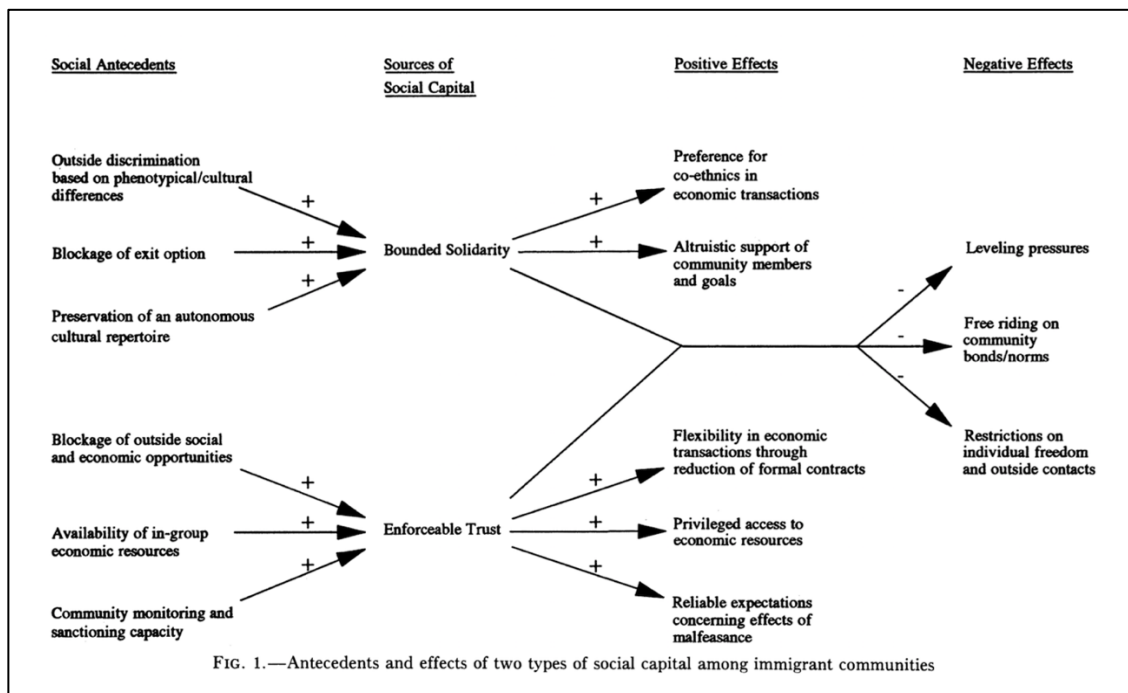 Social Antecedents
Sources of
Social Capital
Positive Effects
Negative Effects
Outside discrimination
based on phenotypical/cultural
differences
+
Blockage of exit option
+
Preservation of an autonomous
cultural repertoire
+
Bounded Solidarity
+
Preference for
co-ethnics in
economic transactions
+
Altruistic support of
community members
and goals
-
Leveling pressures
-
Free riding on
community
bonds/norms
-
Restrictions on
individual freedom
and outside contacts
Blockage of outside social
and economic opportunities
+
Availability of in-group
economic resources
+
Community monitoring and
sanctioning capacity
+
Enforceable Trust
+
Flexibility in economic
transactions through
reduction of formal contracts
+
Privileged access to
economic resources
+
Reliable expectations
concerning effects of
malfeasance
FIG. 1.—Antecedents and effects of two types of social capital among immigrant communities